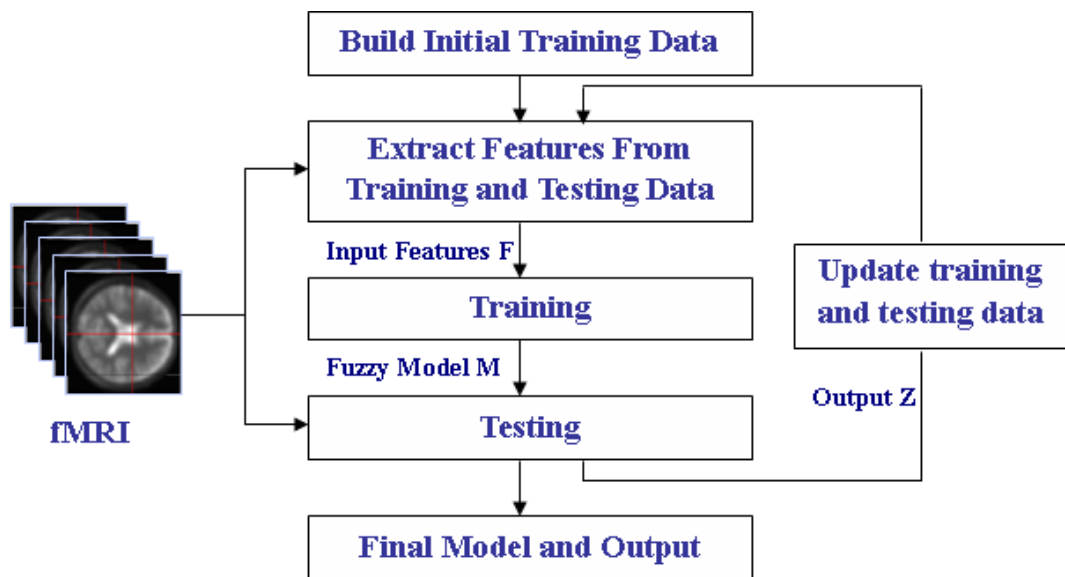 Build Initial Training Data
Extract Features From
Training and Testing Data
Input Features F
Training
Fuzzy Model M
Testing
Final Model and Output
Update training
and testing data
Output Z
fMRI